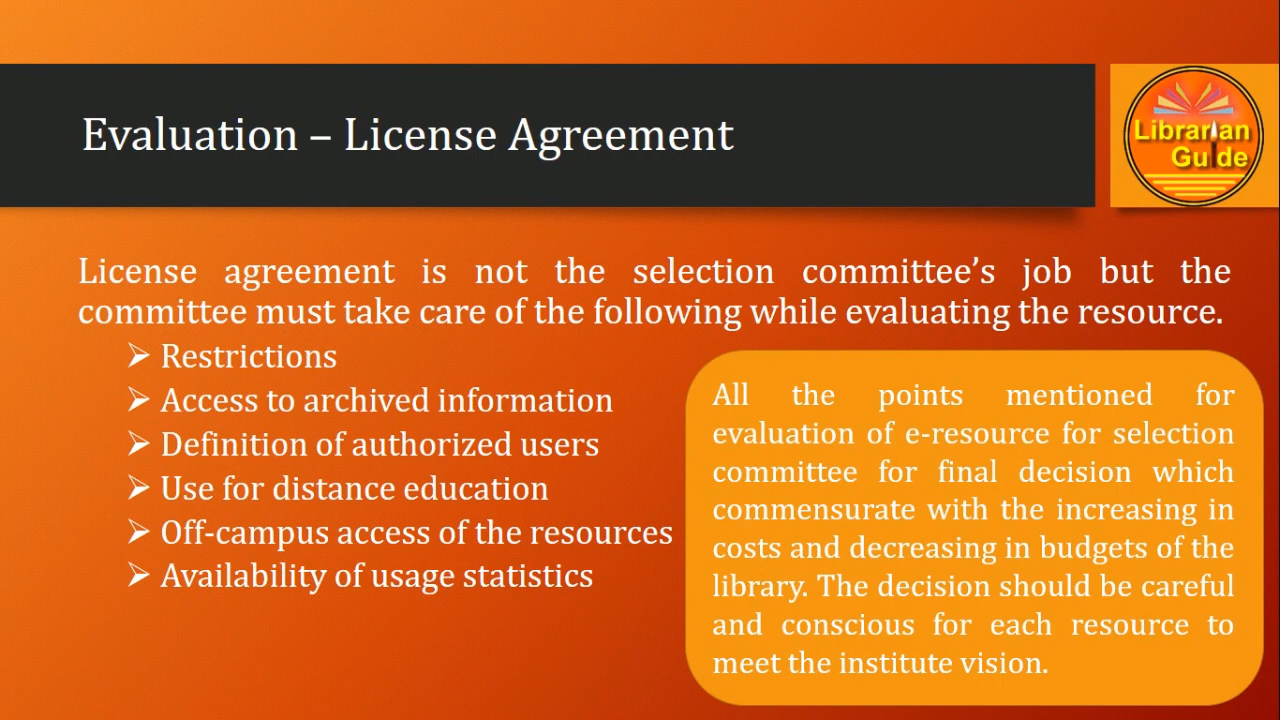 Evaluation – License Agreement
Librarian
Guide
License agreement is not the selection committee’s job but the
committee must take care of the following while evaluating the resource.
➢ Restrictions
➢ Access to archived information
➢ Definition of authorized users
➢ Use for distance education
➢ Off-campus access of the resources
➢ Availability of usage statistics
All the points mentioned for
evaluation of e-resource for selection
committee for final decision which
commensurate with the increasing in
costs and decreasing in budgets of the
library. The decision should be careful
and conscious for each resource to
meet the institute vision.